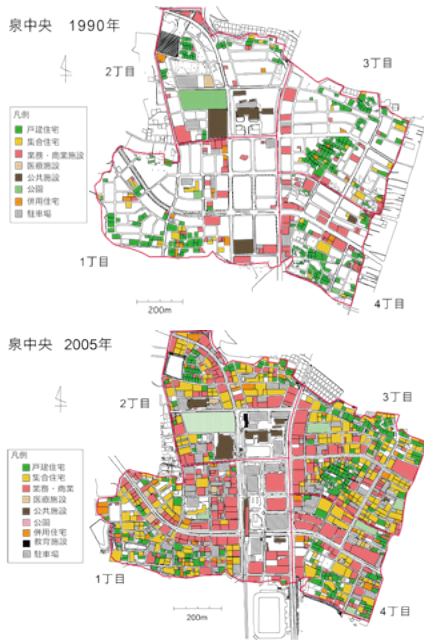 泉中央 1990年
2丁目
3丁目
凡例
戸建住宅
集合住宅
業務・商業施設
医療施設
公共施設
公園
併用住宅
駐車場
1丁目
4丁目
200m
泉中央 2005年
凡例
2丁目
3丁目
戸建住宅
集合住宅
業務・商業
医療施設
公共施設
公園
併用住宅
教育施設
駐車場
1丁目
4丁目
200m